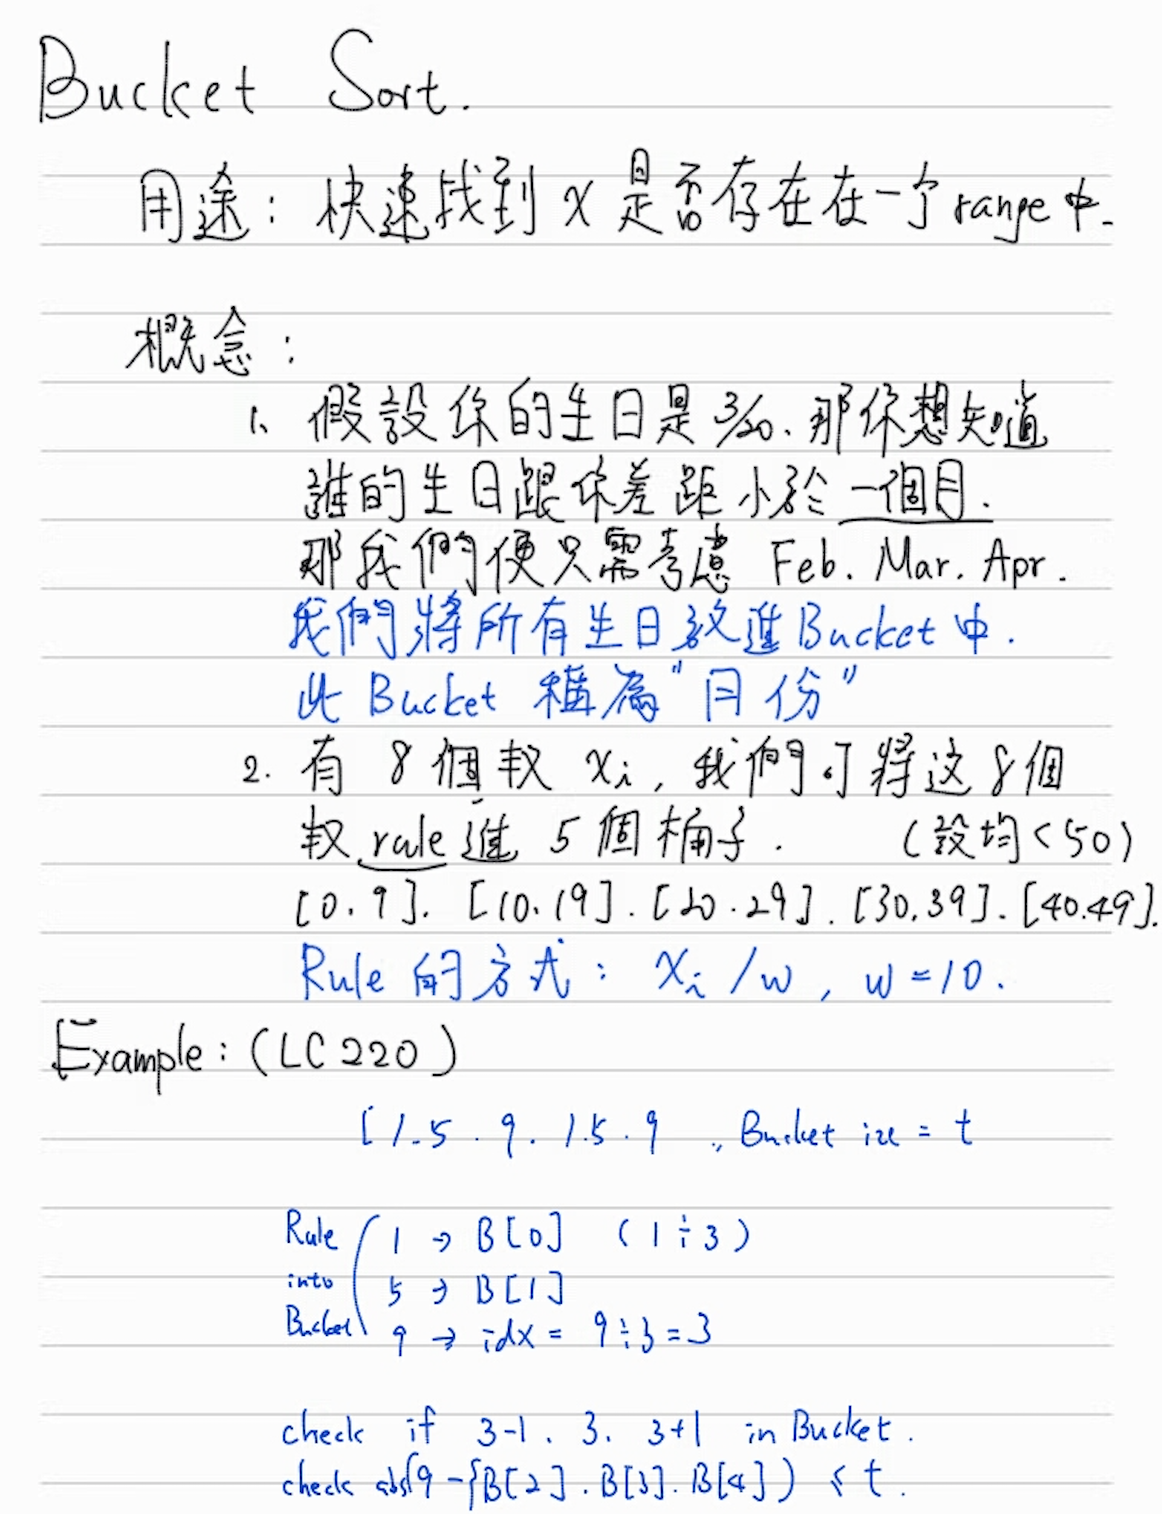 Bucket Sort.
用途: 快速找到 x 是否存在在一个 range 中.
概念:
1. 假設你的生日是 3/20. 那你想知道
誰的生日跟你差距小於一個月.
那我們便只需考慮 Feb. Mar. Apr.
我們將所有生日放進 Bucket 中.
此 Bucket 稱為 "月份"
2. 有 8 個数 xi, 我們可将这 8 個
数 rule 進 5 個桶子. (設均 < 50)
[0.9]. [10.19]. [20.29]. [30.39]. [40.49].
Rule 的方式: xi / w, w = 10.
Example: (LC 220)
[1.5.9.1.5.9 , Bucket ize = t
Rule 1 → B[0] (1÷3)
into 5 → B[1]
Bucket 9 → idx = 9÷3=3
check if 3-1. 3. 3+1 in Bucket.
check abs(9-{B[2].B[3].B[4]) ≤ t.